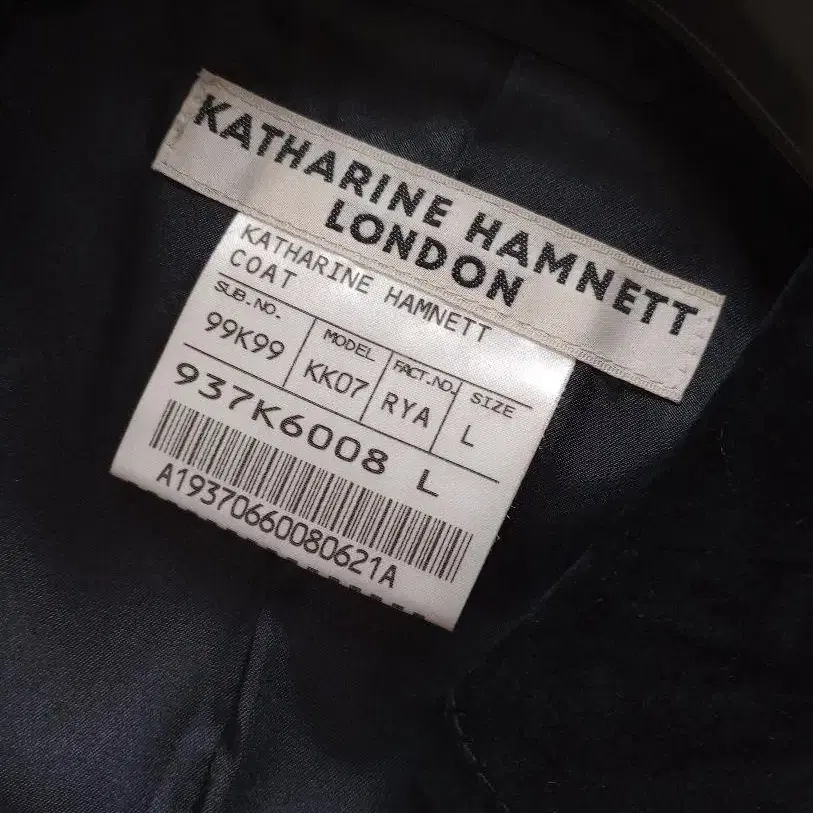 KATHARINE HAMNETT
LONDON
KATHARINE HAMNETT
COAT
SUB.NO. MODEL FACT.NO. SIZE
99K99 KK07 RYA L
937K6008 L
A19370660080621A